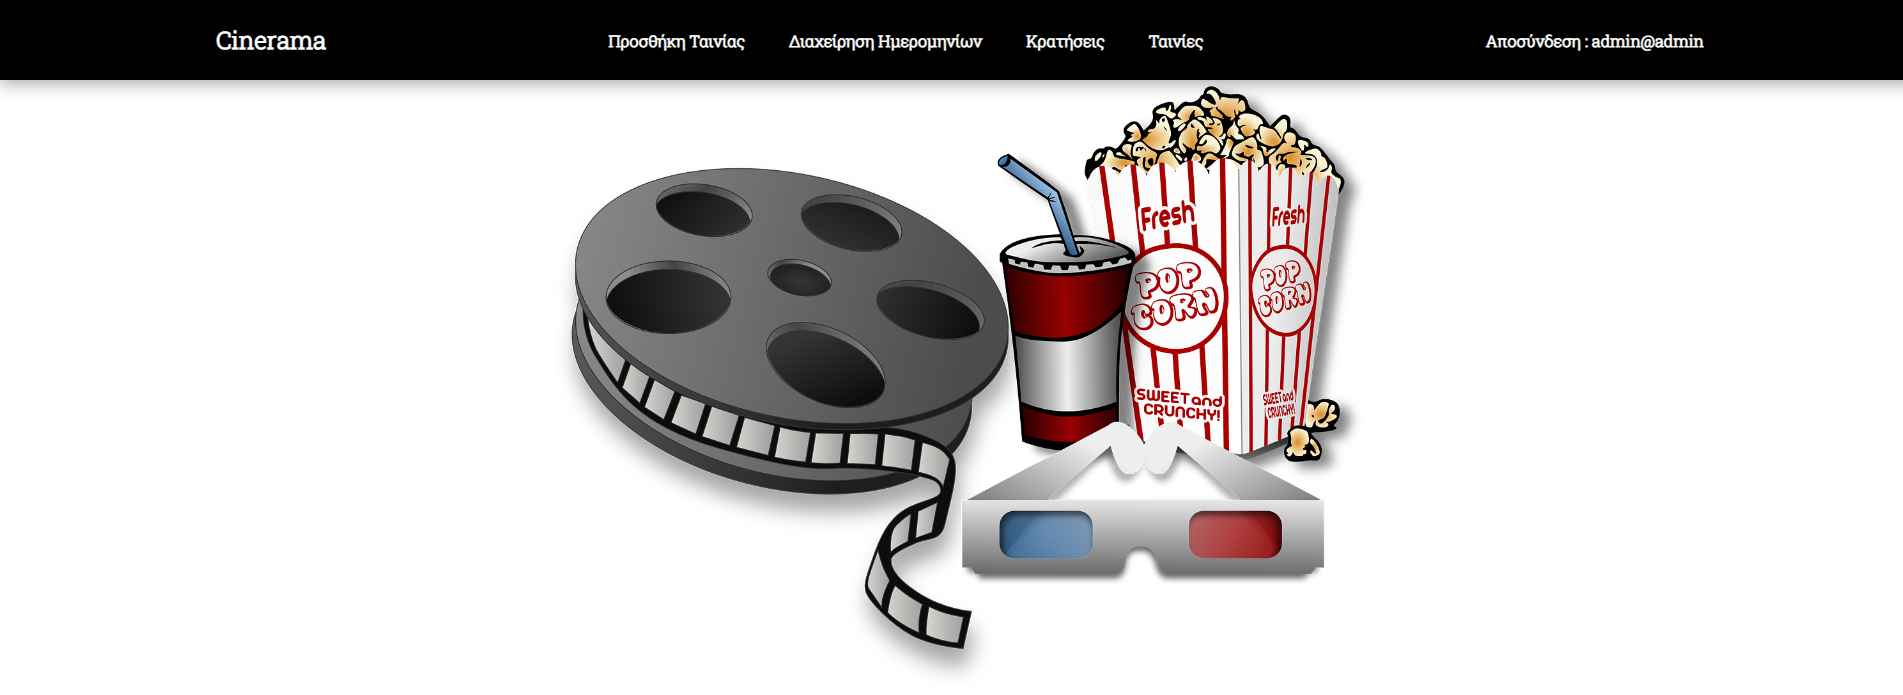 Cinerama
Προσθήκη Ταινίας
Διαχείρηση Ημερομηνίων
Κρατήσεις
Ταινίες
Αποσύνδεση : admin@admin
Fresh
POP
CORN
SWEET and
CRUNCHY!
Fresh
POP
CORN
SWEET and
CRUNCHY!